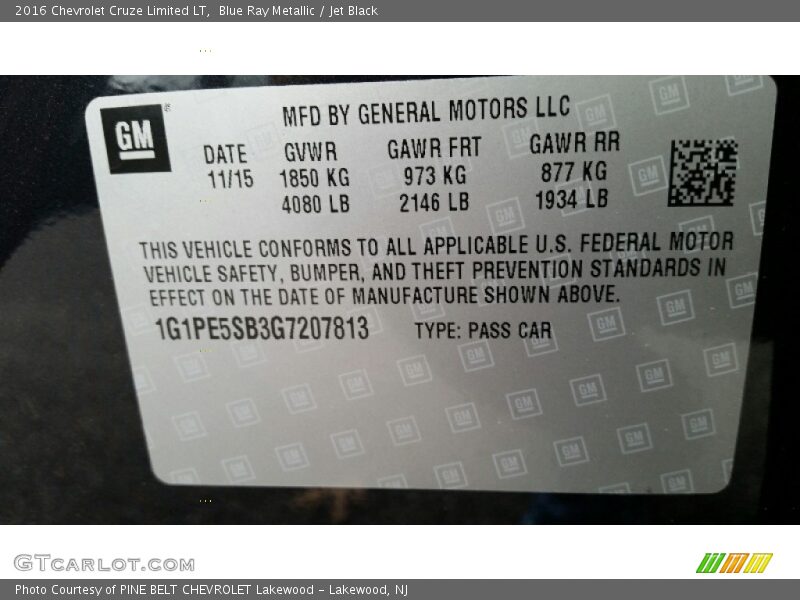 2016 Chevrolet Cruze Limited LT, Blue Ray Metallic / Jet Black
GM
MFD BY GENERAL MOTORS LLC
DATE GVWR GAWR FRT GAWR RR
11/15 1850 KG 973 KG 877 KG
4080 LB 2146 LB 1934 LB
THIS VEHICLE CONFORMS TO ALL APPLICABLE U.S. FEDERAL MOTOR
VEHICLE SAFETY, BUMPER, AND THEFT PREVENTION STANDARDS IN
EFFECT ON THE DATE OF MANUFACTURE SHOWN ABOVE.
1G1PE5SB3G7207813 TYPE: PASS CAR
GTCARLOT.COM
Photo Courtesy of PINE BELT CHEVROLET Lakewood - Lakewood, NJ